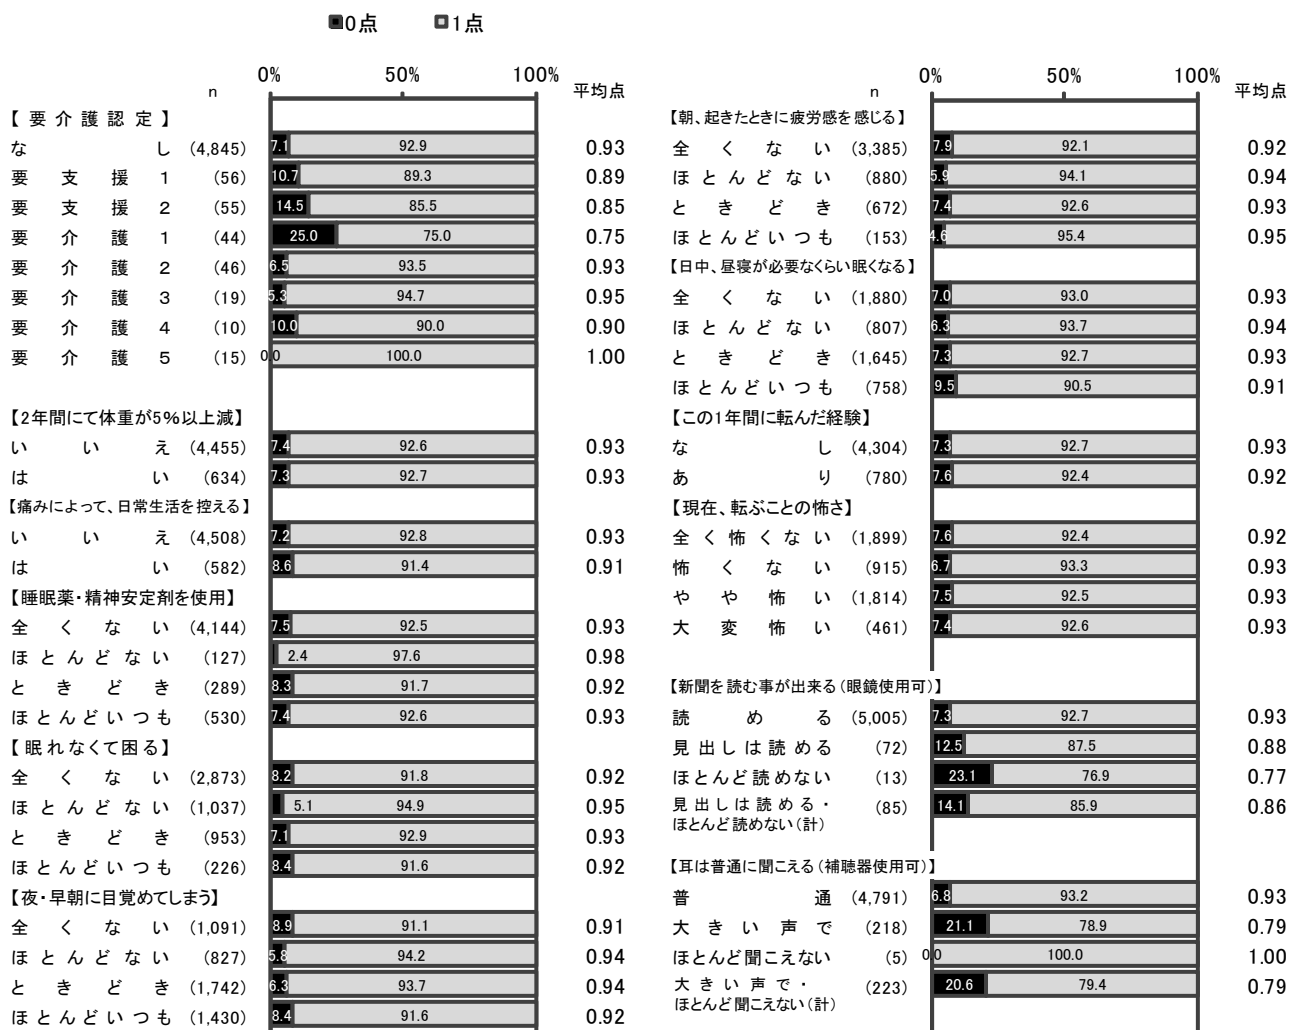 ■0点 □1点
0% 50% 100%
n 平均点
【要介護認定】
なし (4,845) 7.1 92.9 0.93
要支援1 (56) 10.7 89.3 0.89
要支援2 (55) 14.5 85.5 0.85
要介護1 (44) 25.0 75.0 0.75
要介護2 (46) 6.5 93.5 0.93
要介護3 (19) 5.3 94.7 0.95
要介護4 (10) 10.0 90.0 0.90
要介護5 (15) 0.0 100.0 1.00
【2年間にて体重が5%以上減】
いいえ (4,455) 7.4 92.6 0.93
はい (634) 7.3 92.7 0.93
【痛みによって、日常生活を控える】
いいえ (4,508) 7.2 92.8 0.93
はい (582) 8.6 91.4 0.91
【睡眠薬・精神安定剤を使用】
全くない (4,144) 7.5 92.5 0.93
ほとんどない (127) 2.4 97.6 0.98
ときどき (289) 8.3 91.7 0.92
ほとんどいつも (530) 7.4 92.6 0.93
【眠れなくて困る】
全くない (2,873) 8.2 91.8 0.92
ほとんどない (1,037) 5.1 94.9 0.95
ときどき (953) 7.1 92.9 0.93
ほとんどいつも (226) 8.4 91.6 0.92
【夜・早朝に目覚めてしまう】
全くない (1,091) 8.9 91.1 0.91
ほとんどない (827) 5.8 94.2 0.94
ときどき (1,742) 6.3 93.7 0.94
ほとんどいつも (1,430) 8.4 91.6 0.92
0% 50% 100%
n 平均点
【朝、起きたときに疲労感を感じる】
全くない (3,385) 7.9 92.1 0.92
ほとんどない (880) 5.9 94.1 0.94
ときどき (672) 7.4 92.6 0.93
ほとんどいつも (153) 4.6 95.4 0.95
【日中、昼寝が必要なくらい眠くなる】
全くない (1,880) 7.0 93.0 0.93
ほとんどない (807) 6.3 93.7 0.94
ときどき (1,645) 7.3 92.7 0.93
ほとんどいつも (758) 9.5 90.5 0.91
【この1年間に転んだ経験】
なし (4,304) 7.3 92.7 0.93
あり (780) 7.6 92.4 0.92
【現在、転ぶことの怖さ】
全く怖くない (1,899) 7.6 92.4 0.92
怖くない (915) 6.7 93.3 0.93
やや怖い (1,814) 7.5 92.5 0.93
大変怖い (461) 7.4 92.6 0.93
【新聞を読む事が出来る(眼鏡使用可)】
読める (5,005) 7.3 92.7 0.93
見出しは読める (72) 12.5 87.5 0.88
ほとんど読めない (13) 23.1 76.9 0.77
見出しは読める・
ほとんど読めない(計) (85) 14.1 85.9 0.86
【耳は普通に聞こえる(補聴器使用可)】
普通 (4,791) 6.8 93.2 0.93
大きい声で (218) 21.1 78.9 0.79
ほとんど聞こえない (5) 0.0 100.0 1.00
大きい声で・
ほとんど聞こえない(計) (223) 20.6 79.4 0.79